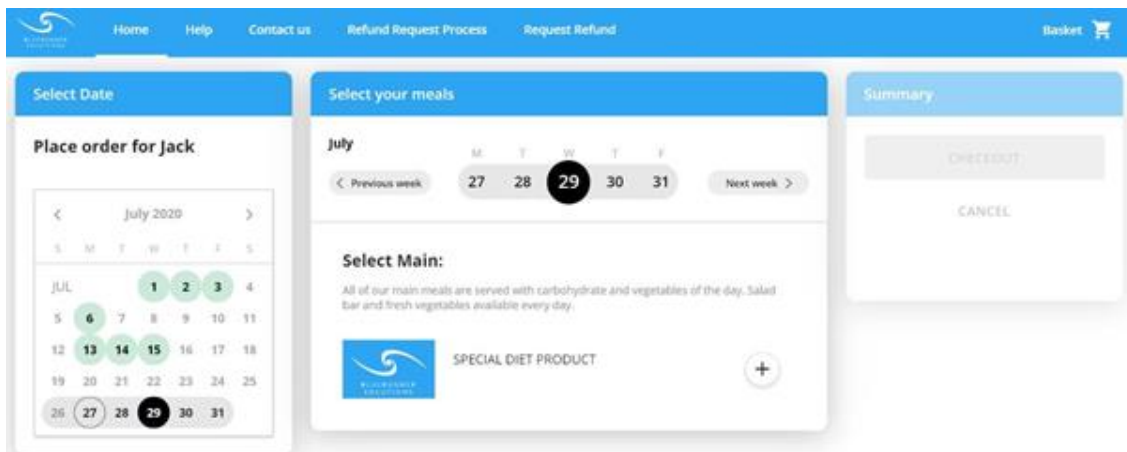 Home Help Contact us Refund Request Process Request Refund Basket
Select Date
Place order for Jack
< July 2020 >
S M T W T F S
JUL 1 2 3 4
5 6 7 8 9 10 11
12 13 14 15 16 17 18
19 20 21 22 23 24 25
26 27 28 29 30 31
Select your meals
July
M T W T F
< Previous week 27 28 29 30 31 Next week >
Select Main:
All of our main meals are served with carbohydrate and vegetables of the day. Salad
bar and fresh vegetables available every day.
SPECIAL DIET PRODUCT
+
Summary
CHECKOUT
CANCEL